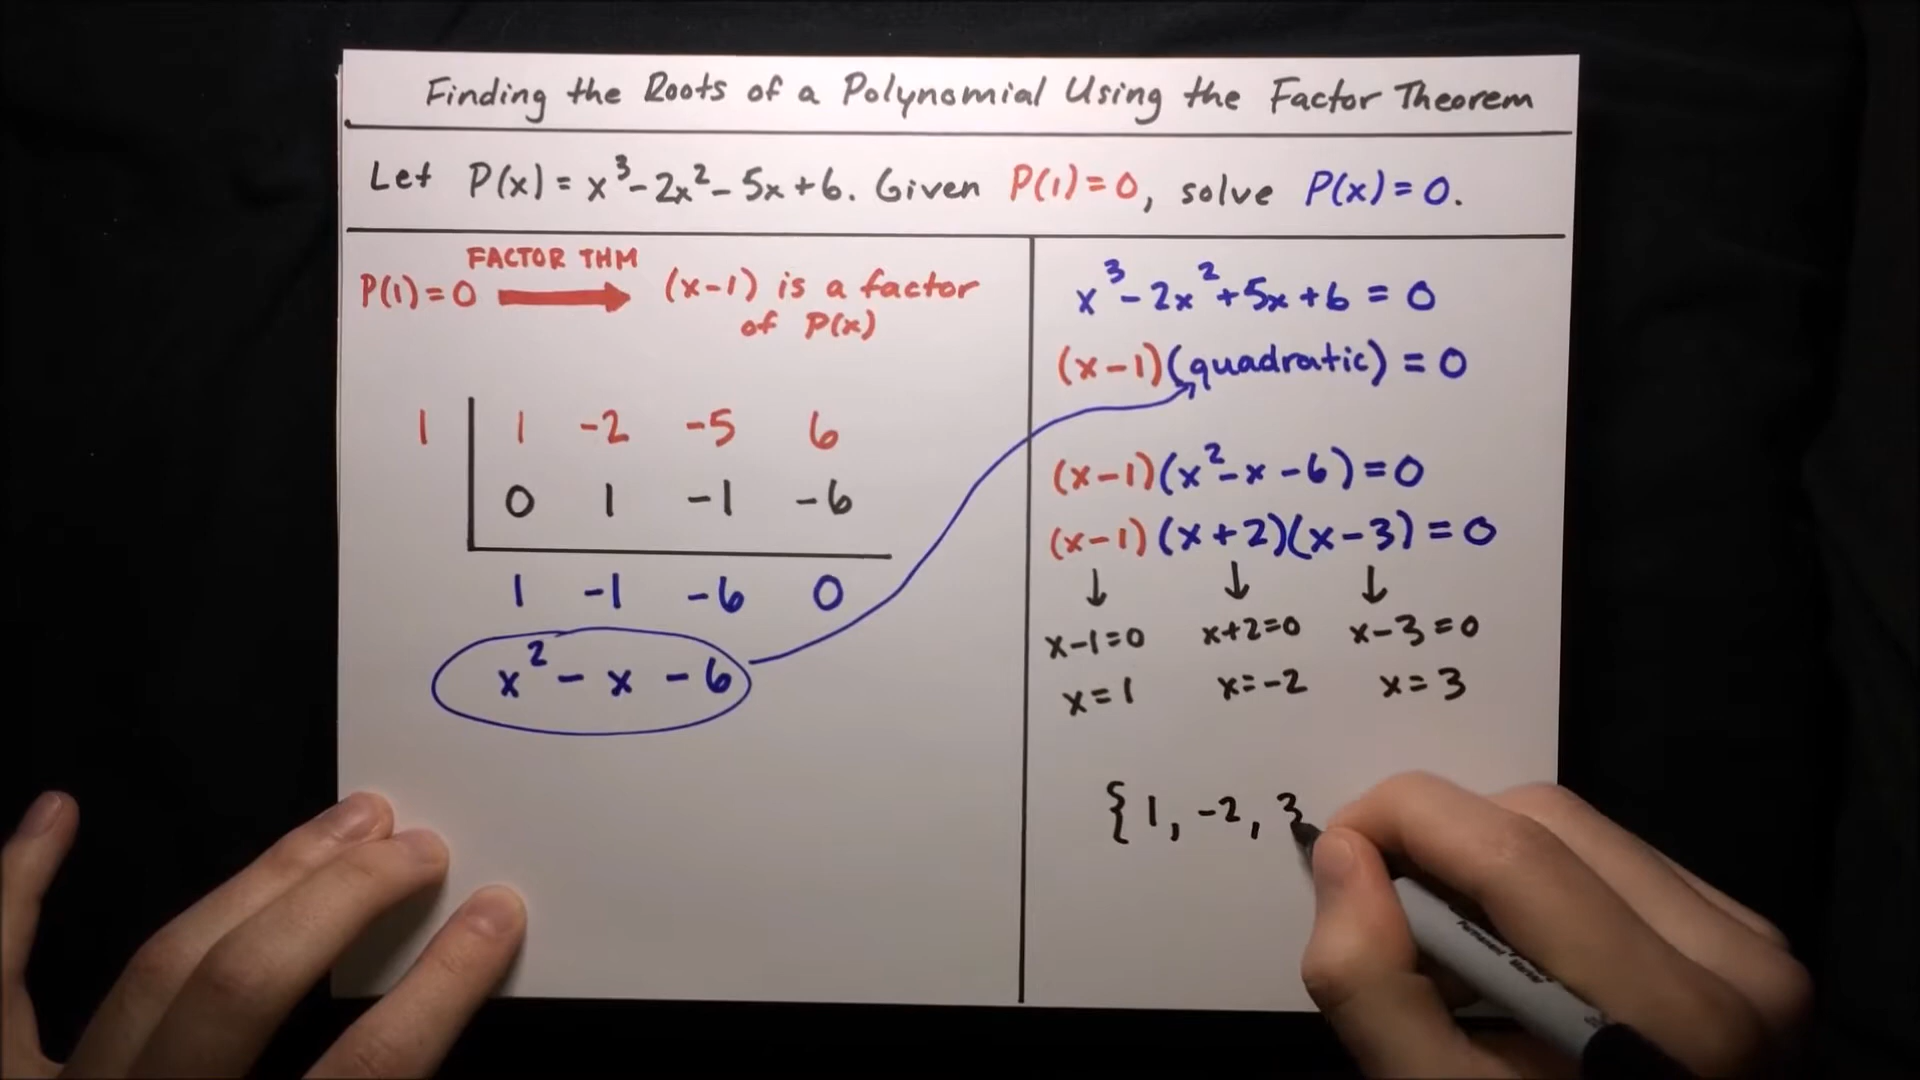 Finding the Roots of a Polynomial Using the Factor Theorem
Let P(x) = x³ - 2x² - 5x + 6. Given P(1) = 0, solve P(x) = 0.
FACTOR THM
P(1) = 0 → (x-1) is a factor
of P(x)
1 | 1 -2 -5 6
0 1 -1 -6
1 -1 -6 0
x² - x - 6
x³ - 2x² + 5x + 6 = 0
(x-1)(quadratic) = 0
(x-1)(x² - x - 6) = 0
(x-1)(x+2)(x-3) = 0
↓ ↓ ↓
x-1=0 x+2=0 x-3=0
x=1 x=-2 x=3
{1, -2, 3
Permanent Marker